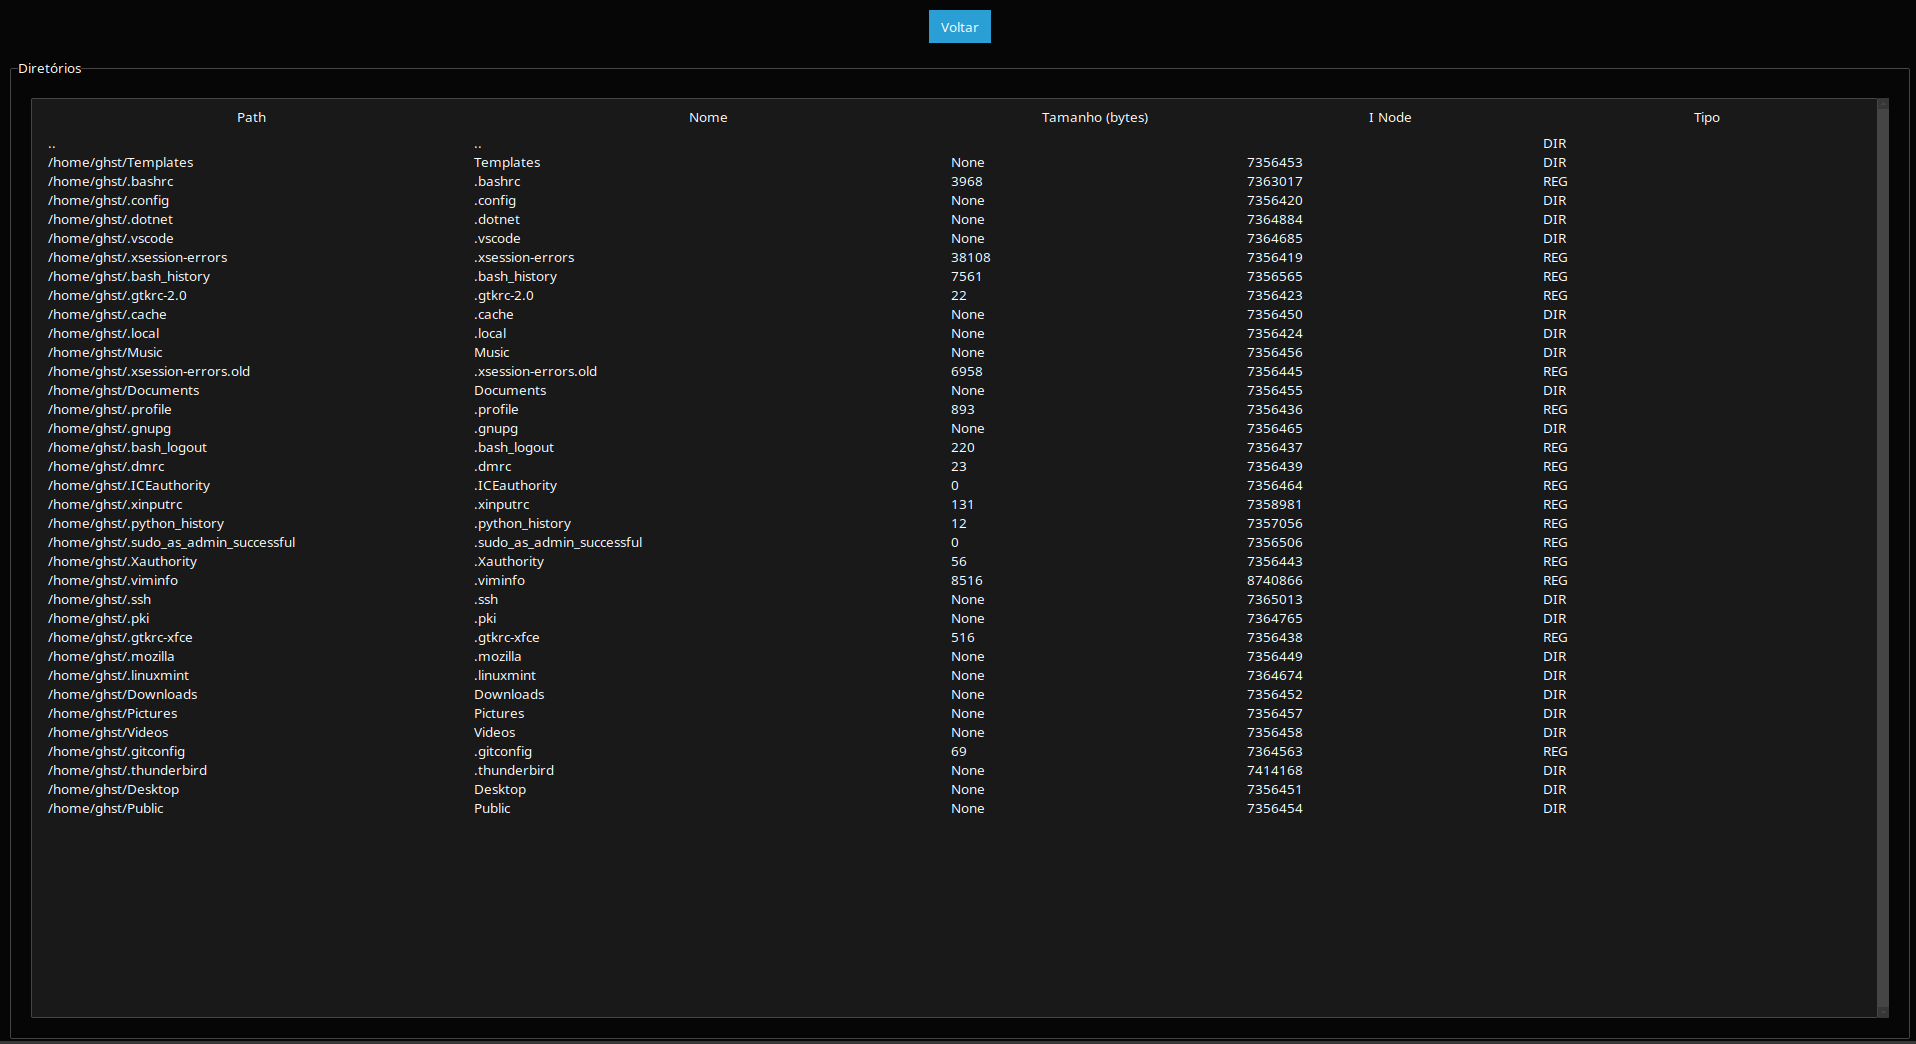 Voltar
Diretórios
Path Nome Tamanho (bytes) I Node Tipo
.. .. DIR
/home/ghst/Templates Templates None 7356453 DIR
/home/ghst/.bashrc .bashrc 3968 7363017 REG
/home/ghst/.config .config None 7356420 DIR
/home/ghst/.dotnet .dotnet None 7364884 DIR
/home/ghst/.vscode .vscode None 7364685 DIR
/home/ghst/.xsession-errors .xsession-errors 38108 7356419 REG
/home/ghst/.bash_history .bash_history 7561 7356565 REG
/home/ghst/.gtkrc-2.0 .gtkrc-2.0 22 7356423 REG
/home/ghst/.cache .cache None 7356450 DIR
/home/ghst/.local .local None 7356424 DIR
/home/ghst/Music Music None 7356456 DIR
/home/ghst/.xsession-errors.old .xsession-errors.old 6958 7356445 REG
/home/ghst/Documents Documents None 7356455 DIR
/home/ghst/.profile .profile 893 7356436 REG
/home/ghst/.gnupg .gnupg None 7356465 DIR
/home/ghst/.bash_logout .bash_logout 220 7356437 REG
/home/ghst/.dmrc .dmrc 23 7356439 REG
/home/ghst/.ICEauthority .ICEauthority 0 7356464 REG
/home/ghst/.xinputrc .xinputrc 131 7358981 REG
/home/ghst/.python_history .python_history 12 7357056 REG
/home/ghst/.sudo_as_admin_successful .sudo_as_admin_successful 0 7356506 REG
/home/ghst/.Xauthority .Xauthority 56 7356443 REG
/home/ghst/.viminfo .viminfo 8516 8740866 REG
/home/ghst/.ssh .ssh None 7365013 DIR
/home/ghst/.pki .pki None 7364765 DIR
/home/ghst/.gtkrc-xfce .gtkrc-xfce 516 7356438 REG
/home/ghst/.mozilla .mozilla None 7356449 DIR
/home/ghst/.linuxmint .linuxmint None 7364674 DIR
/home/ghst/Downloads Downloads None 7356452 DIR
/home/ghst/Pictures Pictures None 7356457 DIR
/home/ghst/Videos Videos None 7356458 DIR
/home/ghst/.gitconfig .gitconfig 69 7364563 REG
/home/ghst/.thunderbird .thunderbird None 7414168 DIR
/home/ghst/Desktop Desktop None 7356451 DIR
/home/ghst/Public Public None 7356454 DIR